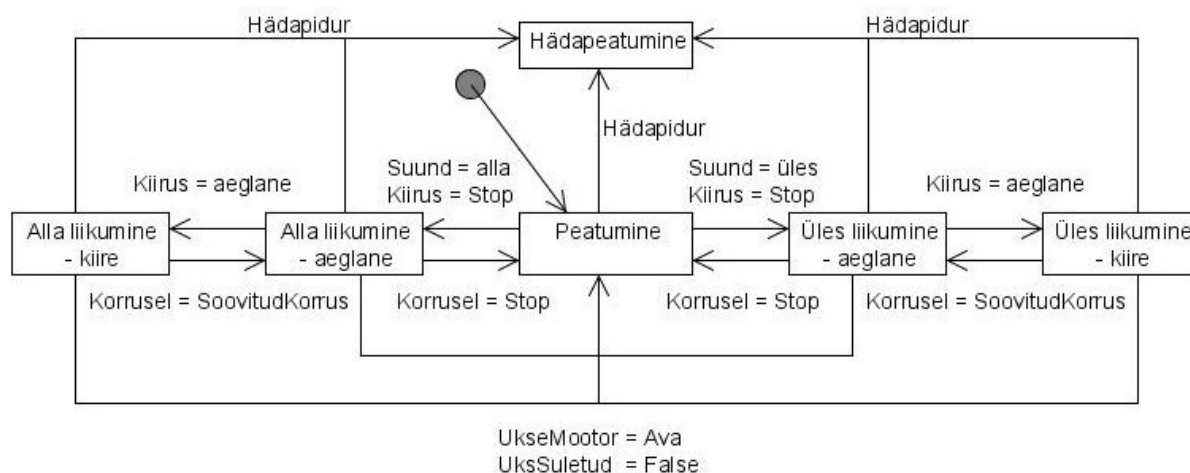 Hädapidur
Hädapeatumine
Hädapidur
Hädapidur
Kiirus = aeglane
Suund = alla
Kiirus = Stop
Suund = üles
Kiirus = Stop
Kiirus = aeglane
Alla liikumine
- kiire
Alla liikumine
- aeglane
Peatumine
Üles liikumine
- aeglane
Üles liikumine
- kiire
Korrusel = SoovitudKorrus
Korrusel = Stop
Korrusel = Stop
Korrusel = SoovitudKorrus
UkseMootor = Ava
UksSuletud = False